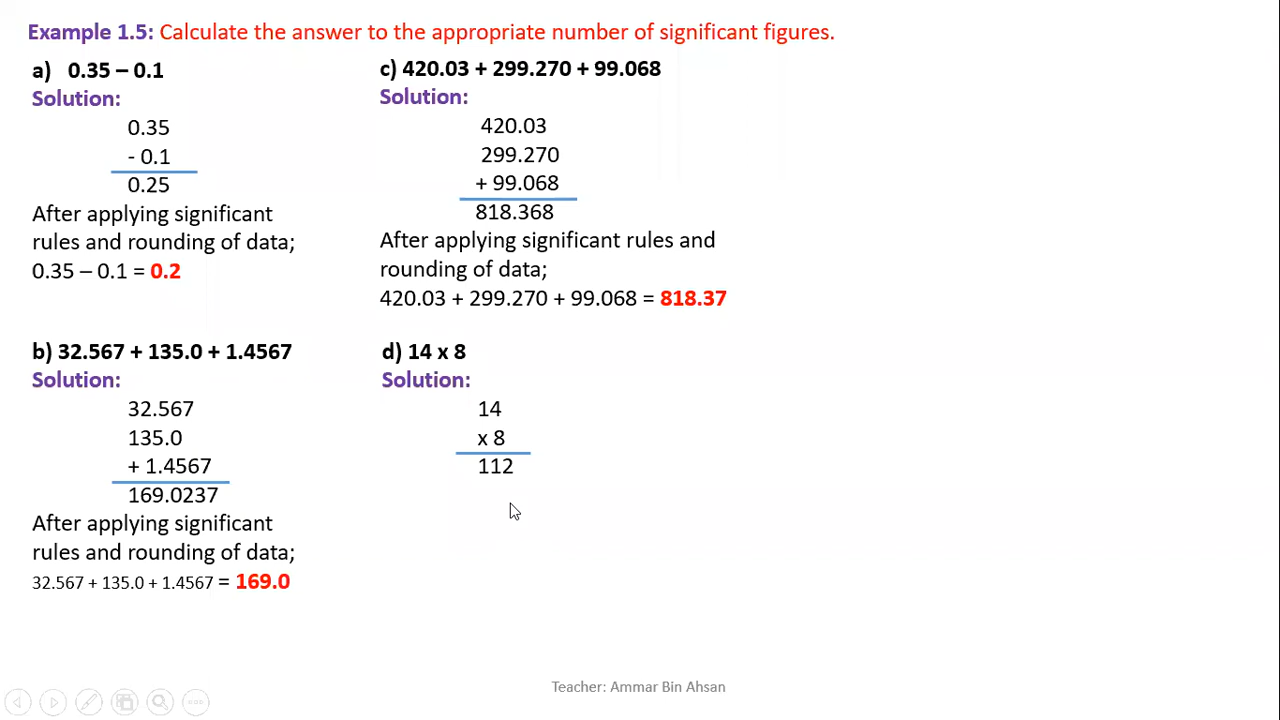 Example 1.5: Calculate the answer to the appropriate number of significant figures.
a) 0.35 – 0.1
Solution:
0.35
- 0.1
0.25
After applying significant
rules and rounding of data;
0.35 – 0.1 = 0.2
b) 32.567 + 135.0 + 1.4567
Solution:
32.567
135.0
+ 1.4567
169.0237
After applying significant
rules and rounding of data;
32.567 + 135.0 + 1.4567 = 169.0
c) 420.03 + 299.270 + 99.068
Solution:
420.03
299.270
+ 99.068
818.368
After applying significant rules and
rounding of data;
420.03 + 299.270 + 99.068 = 818.37
d) 14 x 8
Solution:
14
x 8
112
Teacher: Ammar Bin Ahsan